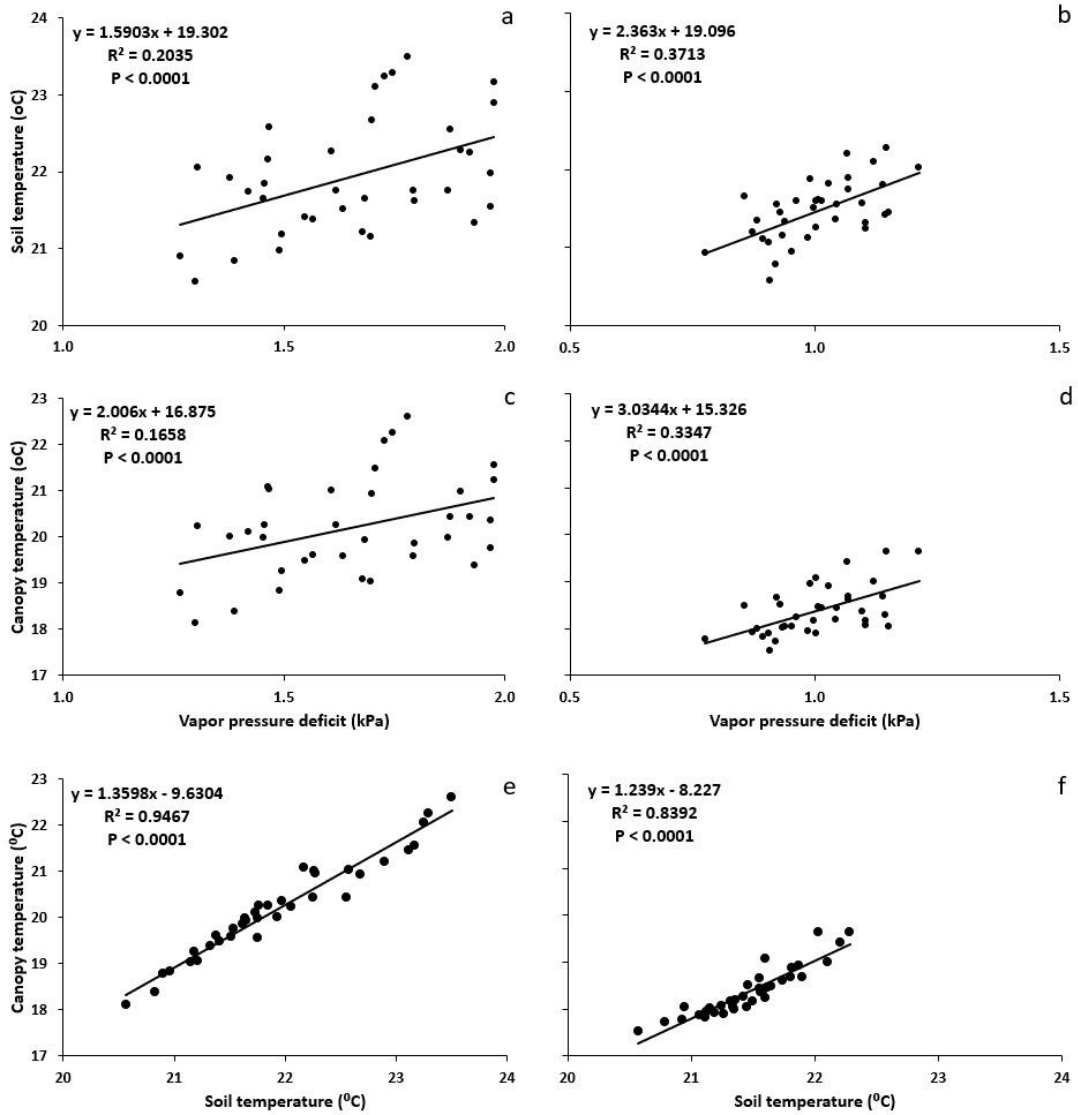 a
y = 1.5903x + 19.302
R² = 0.2035
P < 0.0001
Soil temperature (oC)
24
23
22
21
20
1.0
1.5
2.0
b
y = 2.363x + 19.096
R² = 0.3713
P < 0.0001
0.5
1.0
1.5
c
y = 2.006x + 16.875
R² = 0.1658
P < 0.0001
Canopy temperature (oC)
23
22
21
20
19
18
17
1.0
1.5
2.0
Vapor pressure deficit (kPa)
d
y = 3.0344x + 15.326
R² = 0.3347
P < 0.0001
0.5
1.0
1.5
Vapor pressure deficit (kPa)
e
y = 1.3598x - 9.6304
R² = 0.9467
P < 0.0001
Canopy temperature (⁰C)
23
22
21
20
19
18
17
20
21
22
23
24
Soil temperature (⁰C)
f
y = 1.239x - 8.227
R² = 0.8392
P < 0.0001
20
21
22
23
24
Soil temperature (⁰C)